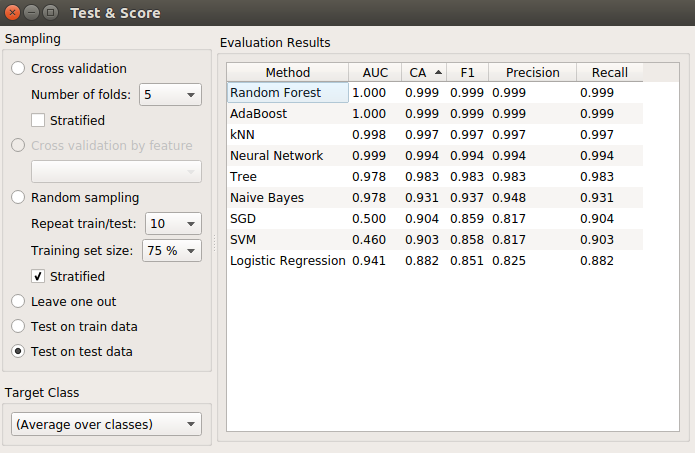 Test & Score
Sampling
Cross validation
Number of folds: 5
Stratified
Cross validation by feature
Random sampling
Repeat train/test: 10
Training set size: 75 %
Stratified
Leave one out
Test on train data
Test on test data
Target Class
(Average over classes)
Evaluation Results
Method AUC CA F1 Precision Recall
Random Forest 1.000 0.999 0.999 0.999 0.999
AdaBoost 1.000 0.999 0.999 0.999 0.999
kNN 0.998 0.997 0.997 0.997 0.997
Neural Network 0.999 0.994 0.994 0.994 0.994
Tree 0.978 0.983 0.983 0.983 0.983
Naive Bayes 0.978 0.931 0.937 0.948 0.931
SGD 0.500 0.904 0.859 0.817 0.904
SVM 0.460 0.903 0.858 0.817 0.903
Logistic Regression 0.941 0.882 0.851 0.825 0.882